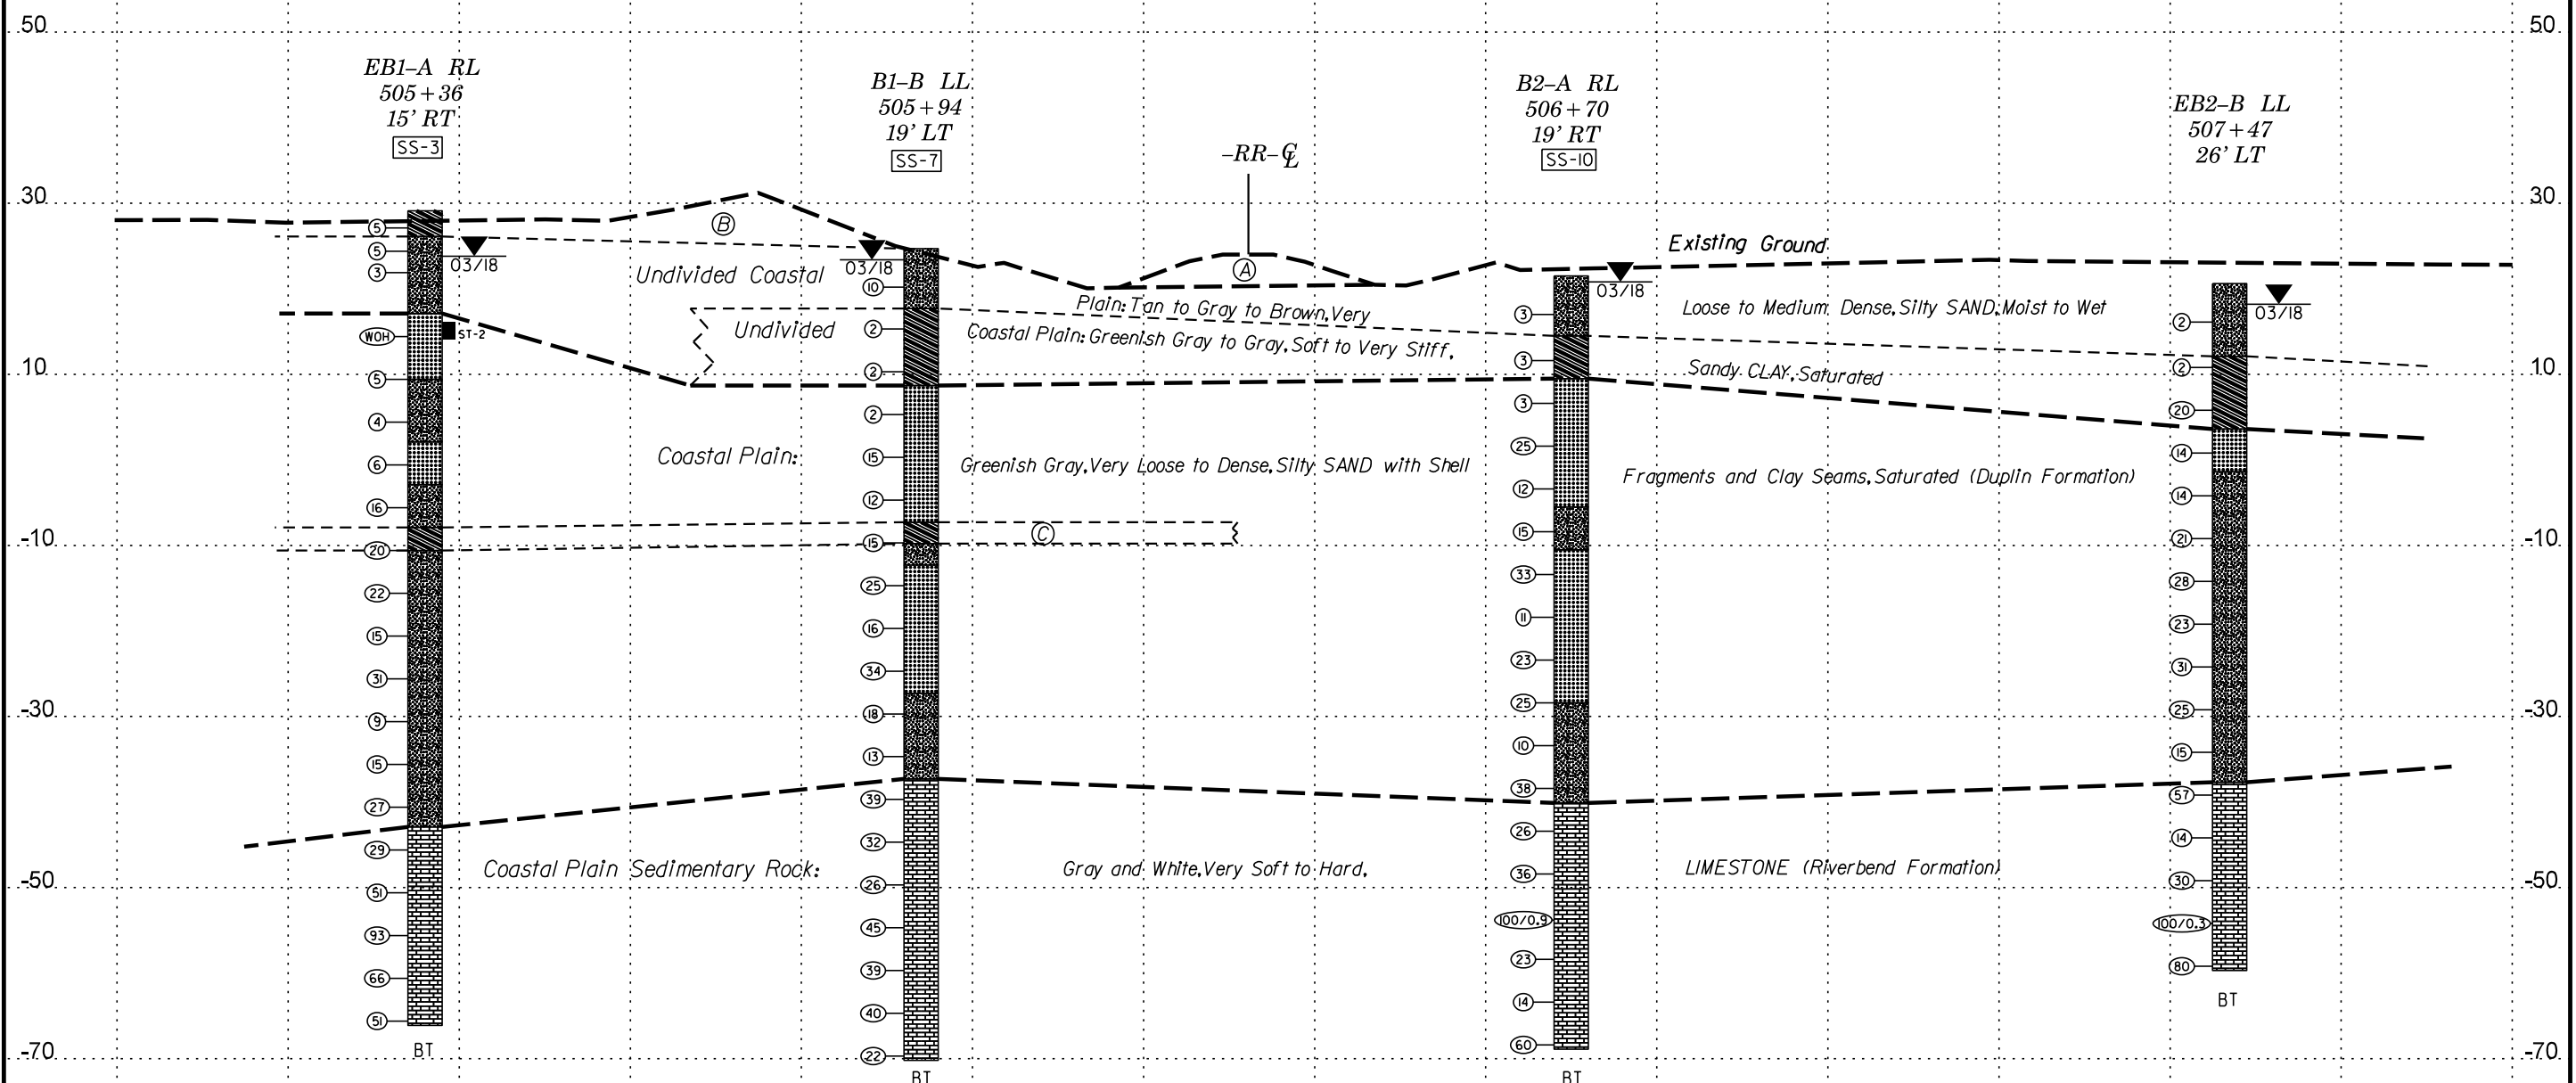 50
50
EB1-A RL
505+36
15' RT
SS-3
B1-B LL
505+94
19' LT
SS-7
-RR- ℄
B2-A RL
506+70
19' RT
SS-10
EB2-B LL
507+47
26' LT
30
30
5
5
3
03/18
B
Undivided Coastal
03/18
10
A
Plain: Tan to Gray to Brown, Very
Existing Ground
3
03/18
Loose to Medium Dense, Silty SAND, Moist to Wet
2
03/18
WOH
ST-2
Undivided
2
Coastal Plain: Greenish Gray to Gray, Soft to Very Stiff,
3
Sandy CLAY, Saturated
2
10
10
5
2
2
3
20
4
15
25
14
6
Coastal Plain:
Greenish Gray, Very Loose to Dense, Silty SAND with Shell
Fragments and Clay Seams, Saturated (Duplin Formation)
16
12
12
14
-10
-10
20
15
C
15
21
22
25
33
28
15
16
11
23
31
34
23
31
-30
-30
9
18
25
25
15
13
10
15
27
39
38
57
29
32
26
14
Coastal Plain Sedimentary Rock:
Gray and White, Very Soft to Hard,
LIMESTONE (Riverbend Formation)
-50
-50
51
26
36
30
93
45
100/0.9
100/0.3
66
39
23
80
51
40
14
BT
BT
22
60
-70
-70
BT
BT